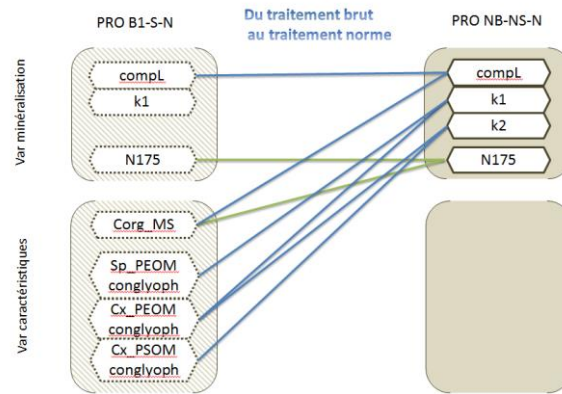 PRO B1-S-N
Du traitement brut
au traitement norme
PRO NB-NS-N
Var minéralisation
compL
k1
N175
compL
k1
k2
N175
Var caractéristiques
Corg_MS
Sp_PEOM
conglyoph
Cx_PEOM
conglyoph
Cx_PSOM
conglyoph